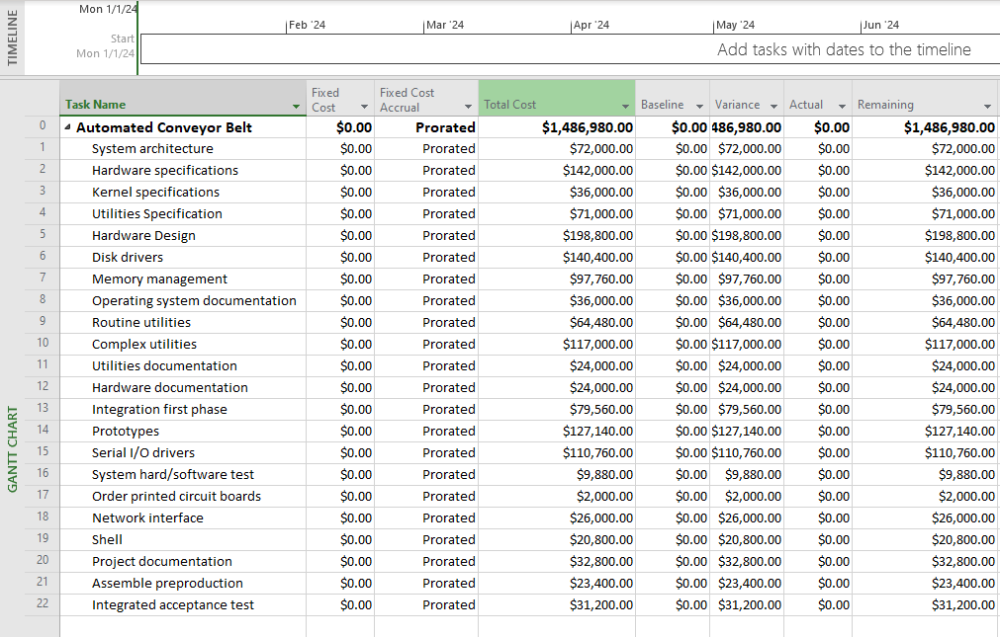 TIMELINE
Mon 1/1/24
Feb '24 Mar '24 Apr '24 May '24 Jun '24
Start
Mon 1/1/24
Add tasks with dates to the timeline
GANTT CHART
Task Name Fixed Cost Fixed Cost Accrual Total Cost Baseline Variance Actual Remaining
0 Automated Conveyor Belt $0.00 Prorated $1,486,980.00 $0.00 486,980.00 $0.00 $1,486,980.00
1 System architecture $0.00 Prorated $72,000.00 $0.00 $72,000.00 $0.00 $72,000.00
2 Hardware specifications $0.00 Prorated $142,000.00 $0.00 $142,000.00 $0.00 $142,000.00
3 Kernel specifications $0.00 Prorated $36,000.00 $0.00 $36,000.00 $0.00 $36,000.00
4 Utilities Specification $0.00 Prorated $71,000.00 $0.00 $71,000.00 $0.00 $71,000.00
5 Hardware Design $0.00 Prorated $198,800.00 $0.00 $198,800.00 $0.00 $198,800.00
6 Disk drivers $0.00 Prorated $140,400.00 $0.00 $140,400.00 $0.00 $140,400.00
7 Memory management $0.00 Prorated $97,760.00 $0.00 $97,760.00 $0.00 $97,760.00
8 Operating system documentation $0.00 Prorated $36,000.00 $0.00 $36,000.00 $0.00 $36,000.00
9 Routine utilities $0.00 Prorated $64,480.00 $0.00 $64,480.00 $0.00 $64,480.00
10 Complex utilities $0.00 Prorated $117,000.00 $0.00 $117,000.00 $0.00 $117,000.00
11 Utilities documentation $0.00 Prorated $24,000.00 $0.00 $24,000.00 $0.00 $24,000.00
12 Hardware documentation $0.00 Prorated $24,000.00 $0.00 $24,000.00 $0.00 $24,000.00
13 Integration first phase $0.00 Prorated $79,560.00 $0.00 $79,560.00 $0.00 $79,560.00
14 Prototypes $0.00 Prorated $127,140.00 $0.00 $127,140.00 $0.00 $127,140.00
15 Serial I/O drivers $0.00 Prorated $110,760.00 $0.00 $110,760.00 $0.00 $110,760.00
16 System hard/software test $0.00 Prorated $9,880.00 $0.00 $9,880.00 $0.00 $9,880.00
17 Order printed circuit boards $0.00 Prorated $2,000.00 $0.00 $2,000.00 $0.00 $2,000.00
18 Network interface $0.00 Prorated $26,000.00 $0.00 $26,000.00 $0.00 $26,000.00
19 Shell $0.00 Prorated $20,800.00 $0.00 $20,800.00 $0.00 $20,800.00
20 Project documentation $0.00 Prorated $32,800.00 $0.00 $32,800.00 $0.00 $32,800.00
21 Assemble preproduction $0.00 Prorated $23,400.00 $0.00 $23,400.00 $0.00 $23,400.00
22 Integrated acceptance test $0.00 Prorated $31,200.00 $0.00 $31,200.00 $0.00 $31,200.00